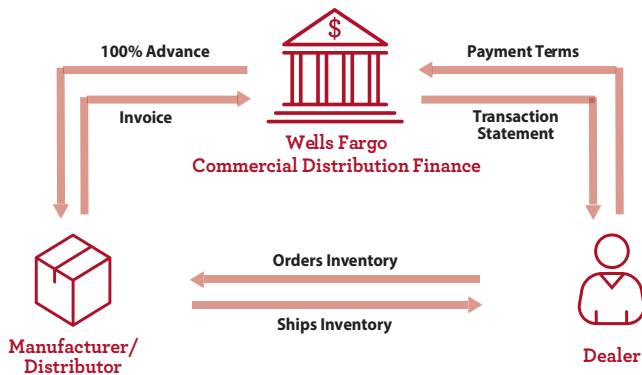 $
100% Advance
Payment Terms
Invoice
Transaction
Statement
Wells Fargo
Commercial Distribution Finance
Orders Inventory
Ships Inventory
Manufacturer/
Distributor
Dealer